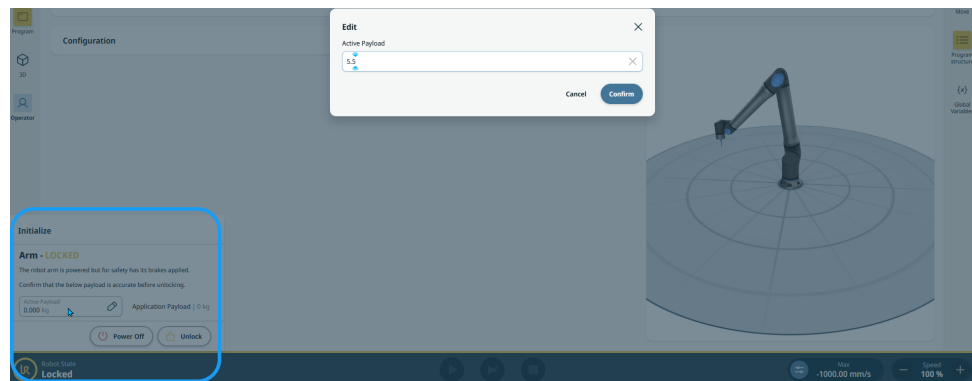 Program
3D
Operator
Configuration
Edit
Active Payload
5.5
Cancel
Confirm
Move
Program
structure
{x}
Global
Variables
Initialize
Arm - LOCKED
The robot arm is powered but for safety has its brakes applied.
Confirm that the below payload is accurate before unlocking.
Active Payload
0.000 kg
Application Payload | 0 kg
Power Off
Unlock
UR
Robot State
Locked
Max
-1000.00 mm/s
Speed
100 %